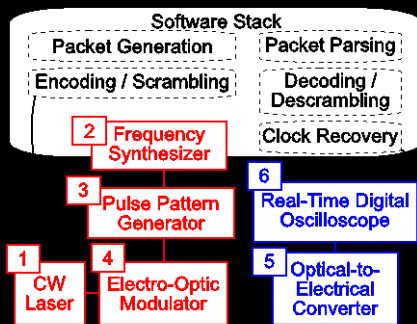 Software Stack
Packet Generation
Encoding / Scrambling
Packet Parsing
Decoding /
Descrambling
Clock Recovery
2
Frequency
Synthesizer
3
Pulse Pattern
Generator
1
CW
Laser
4
Electro-Optic
Modulator
6
Real-Time Digital
Oscilloscope
5
Optical-to-
Electrical
Converter